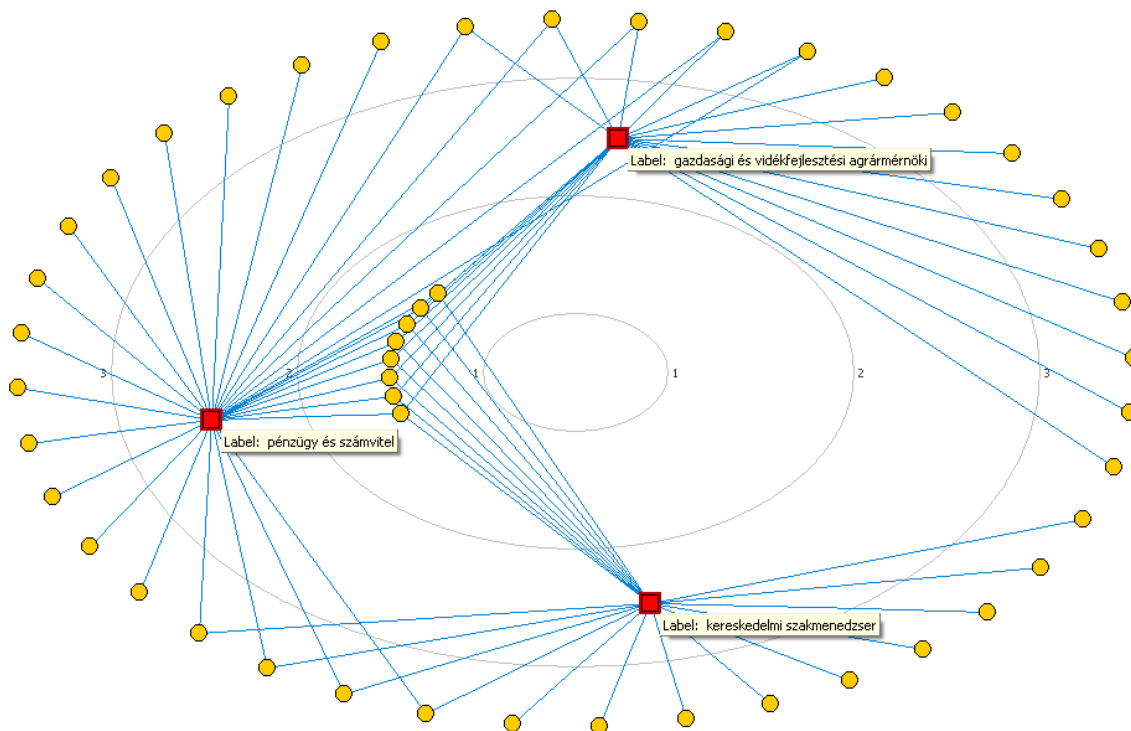 Label: gazdasági és vidékfejlesztési agrármérnöki
3 2 1 1 2 3
Label: pénzügy és számvitel
Label: kereskedelmi szakmenedzser